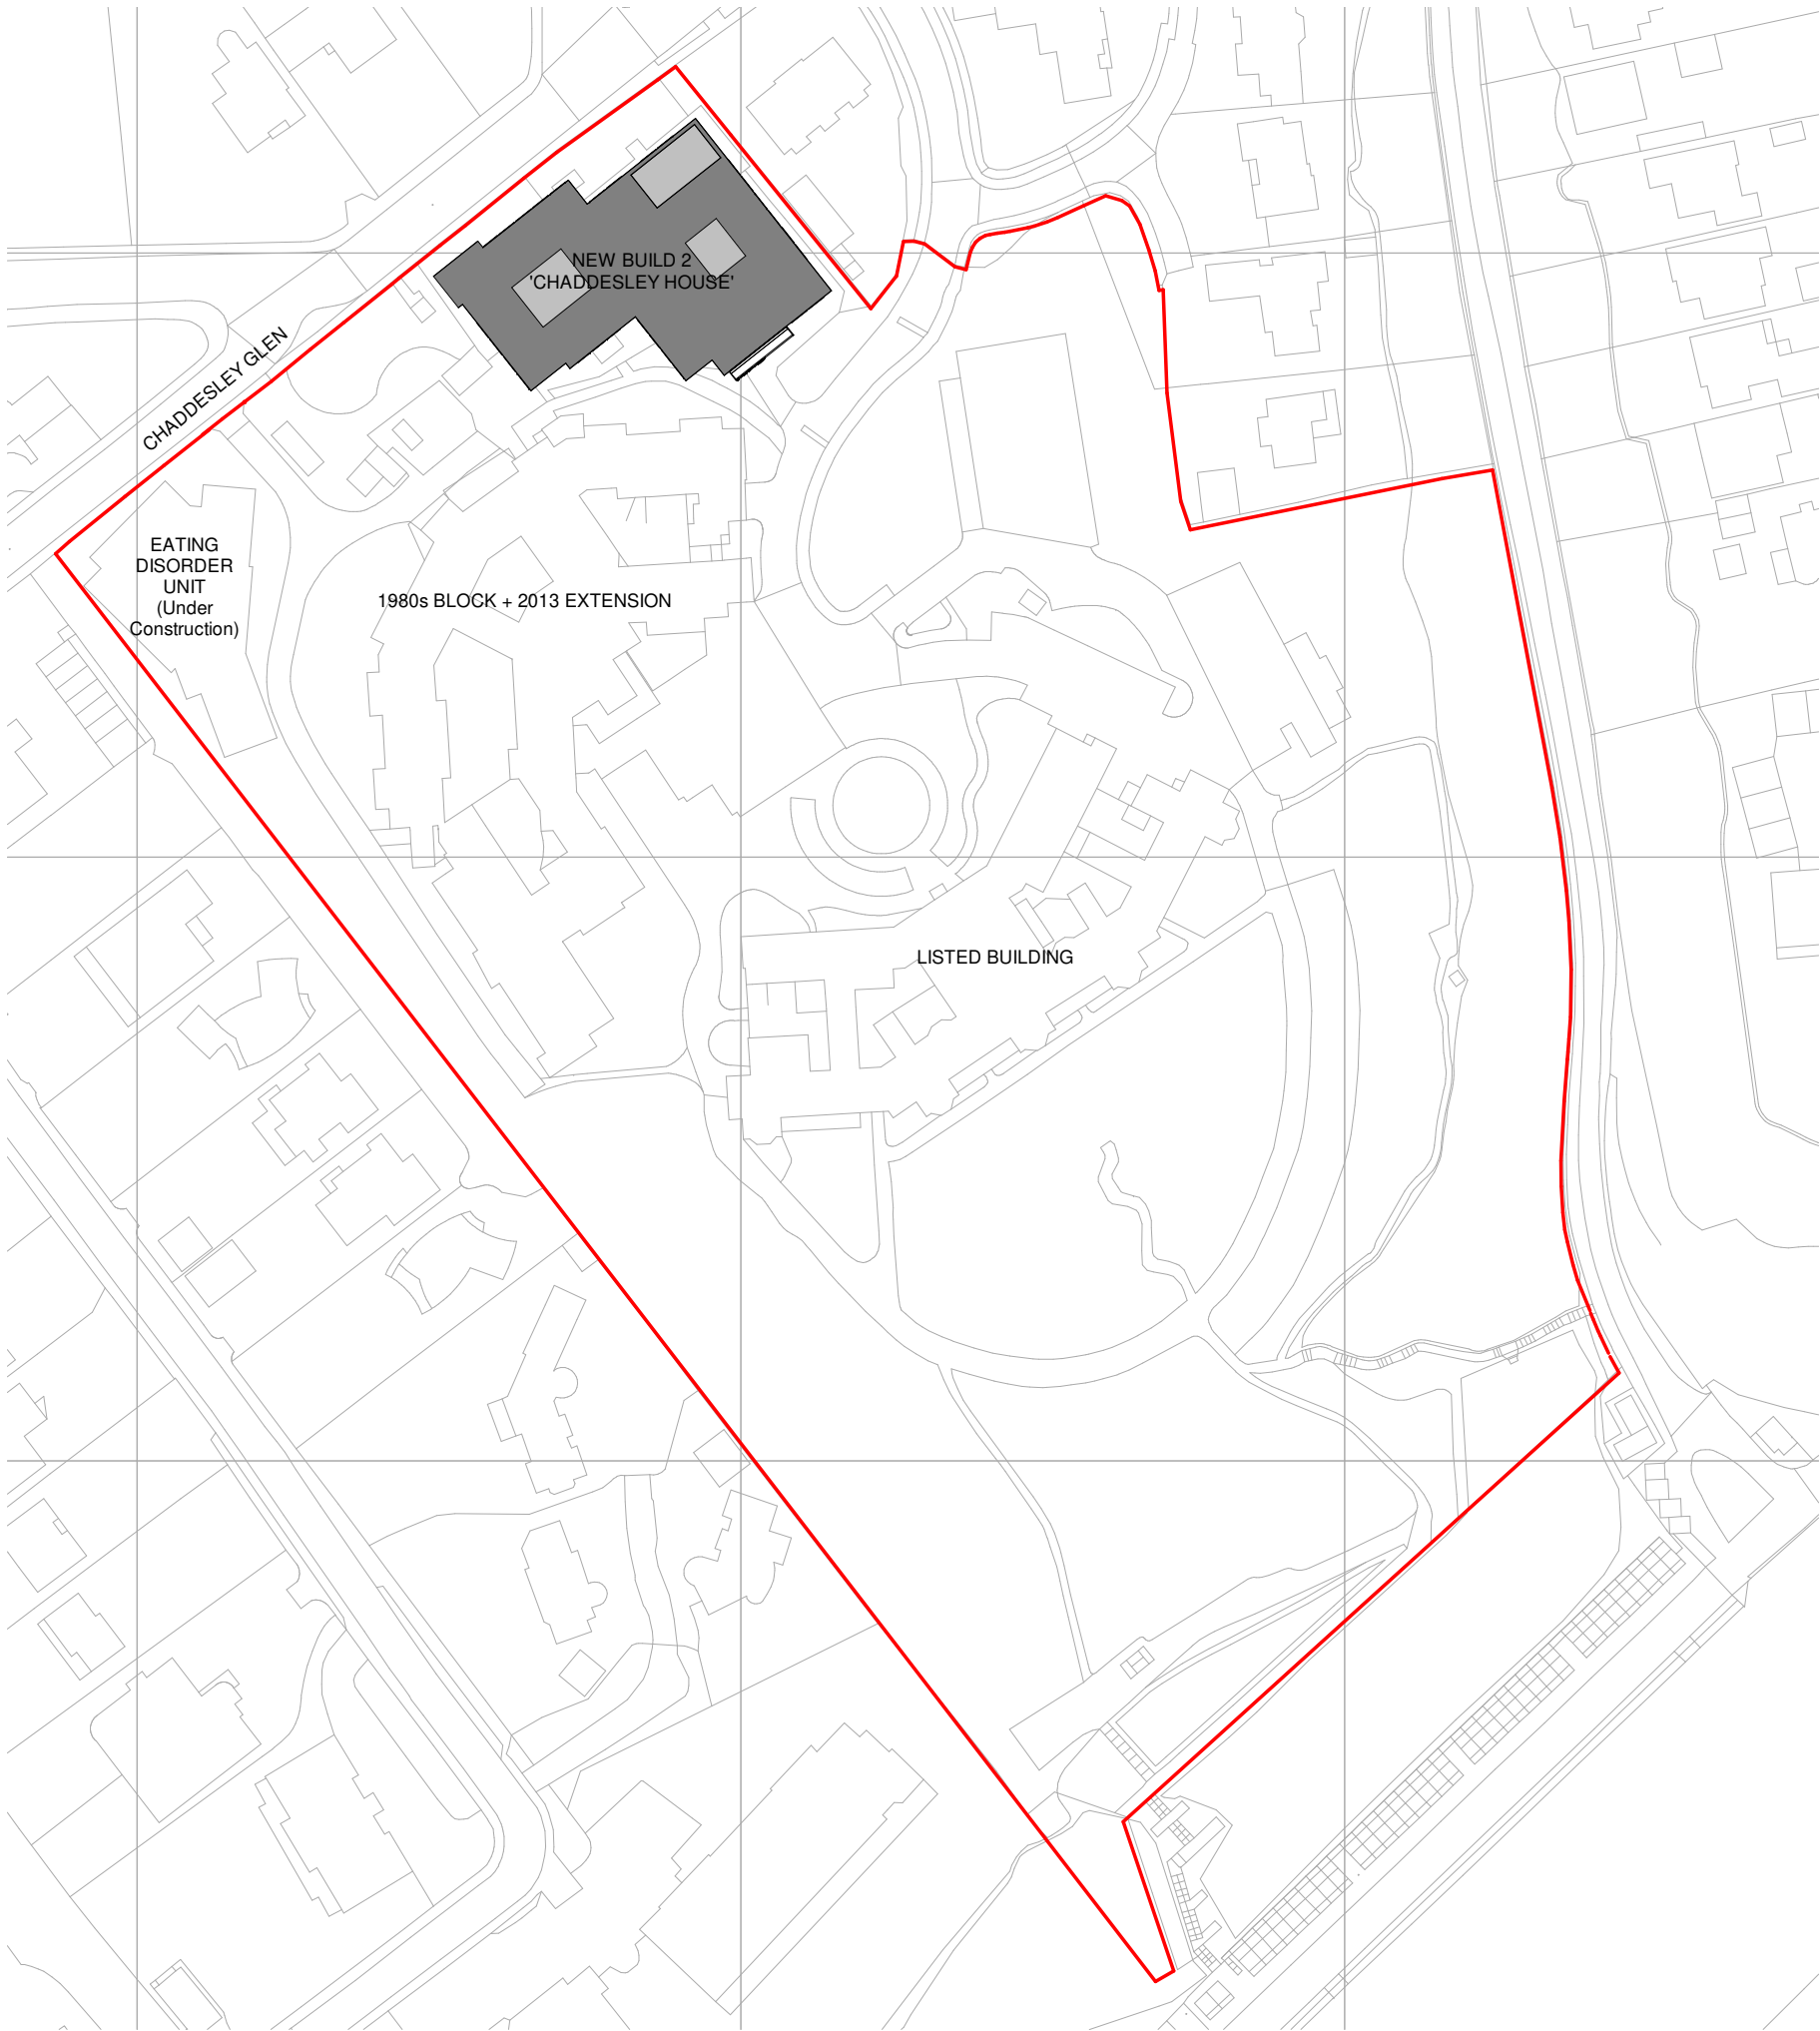 NEW BUILD 2
'CHADDESLEY HOUSE'
CHADDESLEY GLEN
EATING
DISORDER
UNIT
(Under
Construction)
1980s BLOCK + 2013 EXTENSION
LISTED BUILDING